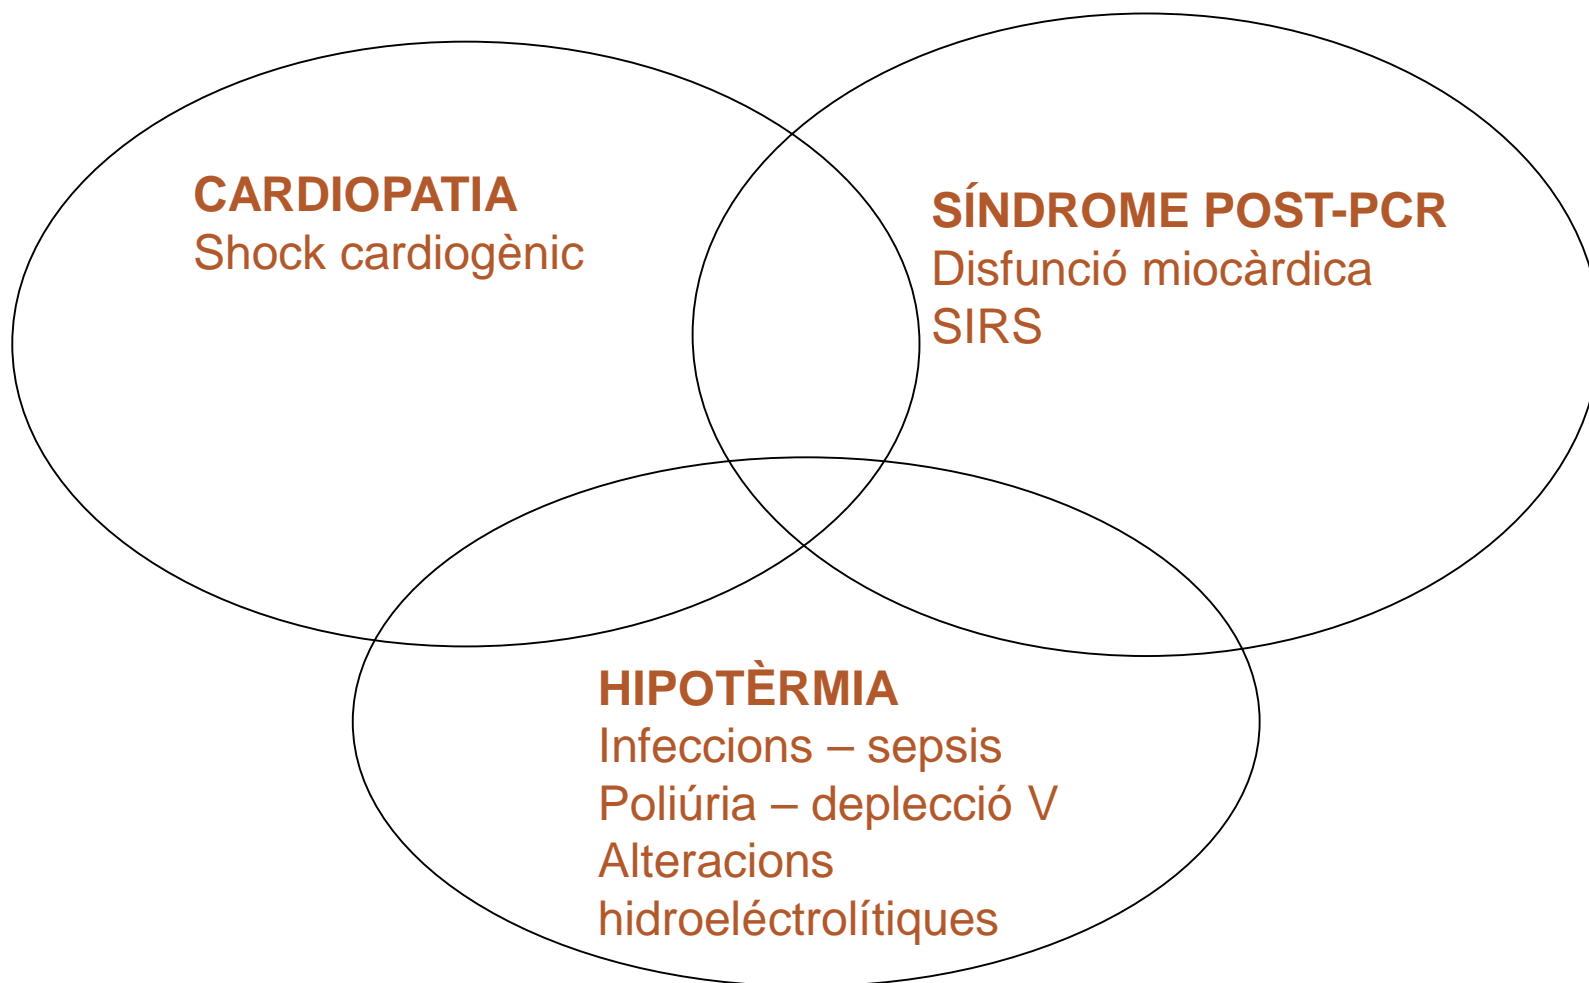 CARDIOPATIA
Shock cardiogènic
SÍNDROME POST-PCR
Disfunció miocàrdica
SIRS
HIPOTÈRMIA
Infeccions – sepsis
Poliúria – deplecció V
Alteracions
hidroeléctrolítiques